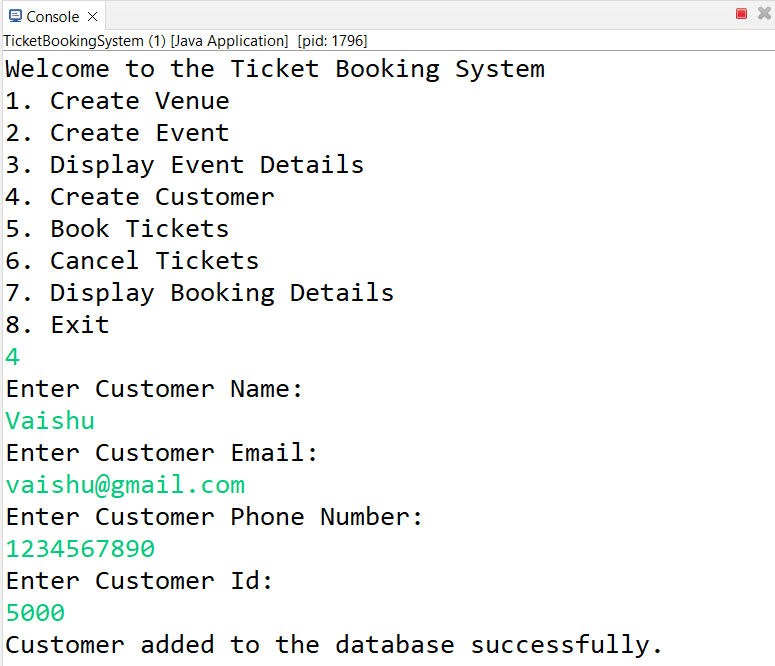 Console
TicketBookingSystem (1) [Java Application] [pid: 1796]
Welcome to the Ticket Booking System
1. Create Venue
2. Create Event
3. Display Event Details
4. Create Customer
5. Book Tickets
6. Cancel Tickets
7. Display Booking Details
8. Exit
4
Enter Customer Name:
Vaishu
Enter Customer Email:
vaishu@gmail.com
Enter Customer Phone Number:
1234567890
Enter Customer Id:
5000
Customer added to the database successfully.